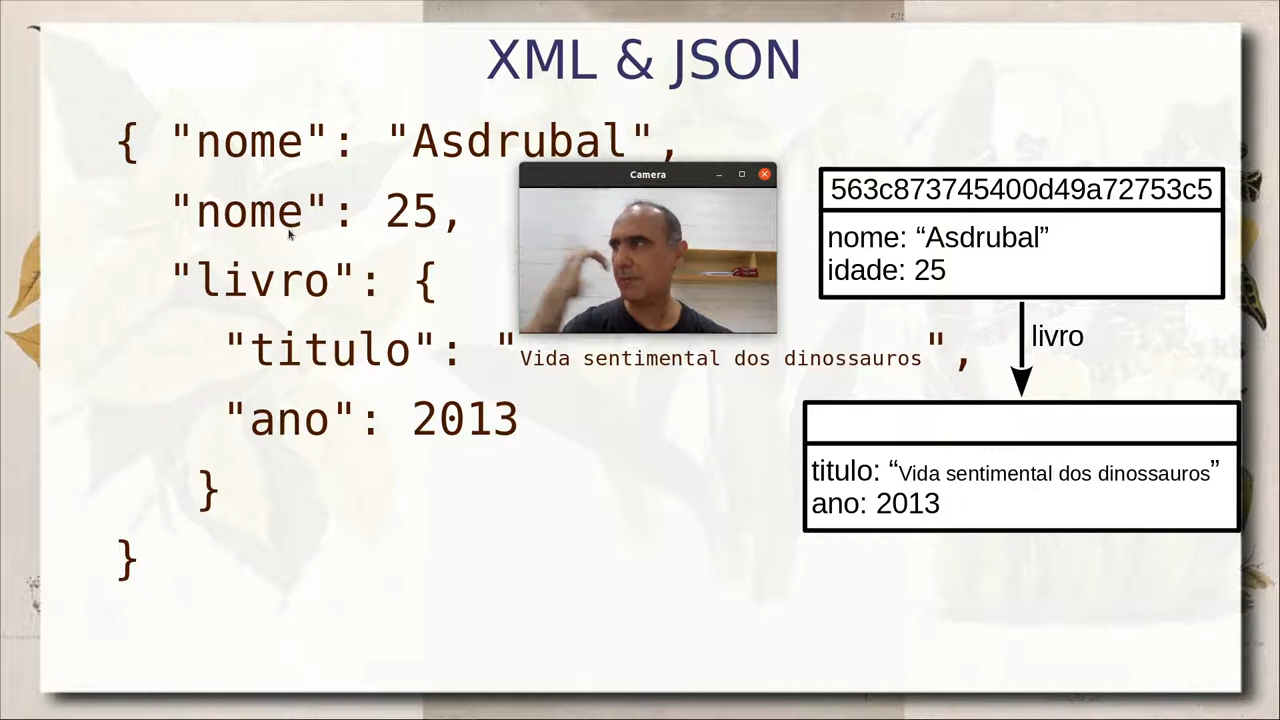 XML & JSON
{ "nome": "Asdrubal",
"nome": 25,
"livro": {
"titulo": "Vida sentimental dos dinossauros",
"ano": 2013
}
}
Camera
563c873745400d49a72753c5
nome: “Asdrubal”
idade: 25
livro
titulo: “Vida sentimental dos dinossauros”
ano: 2013